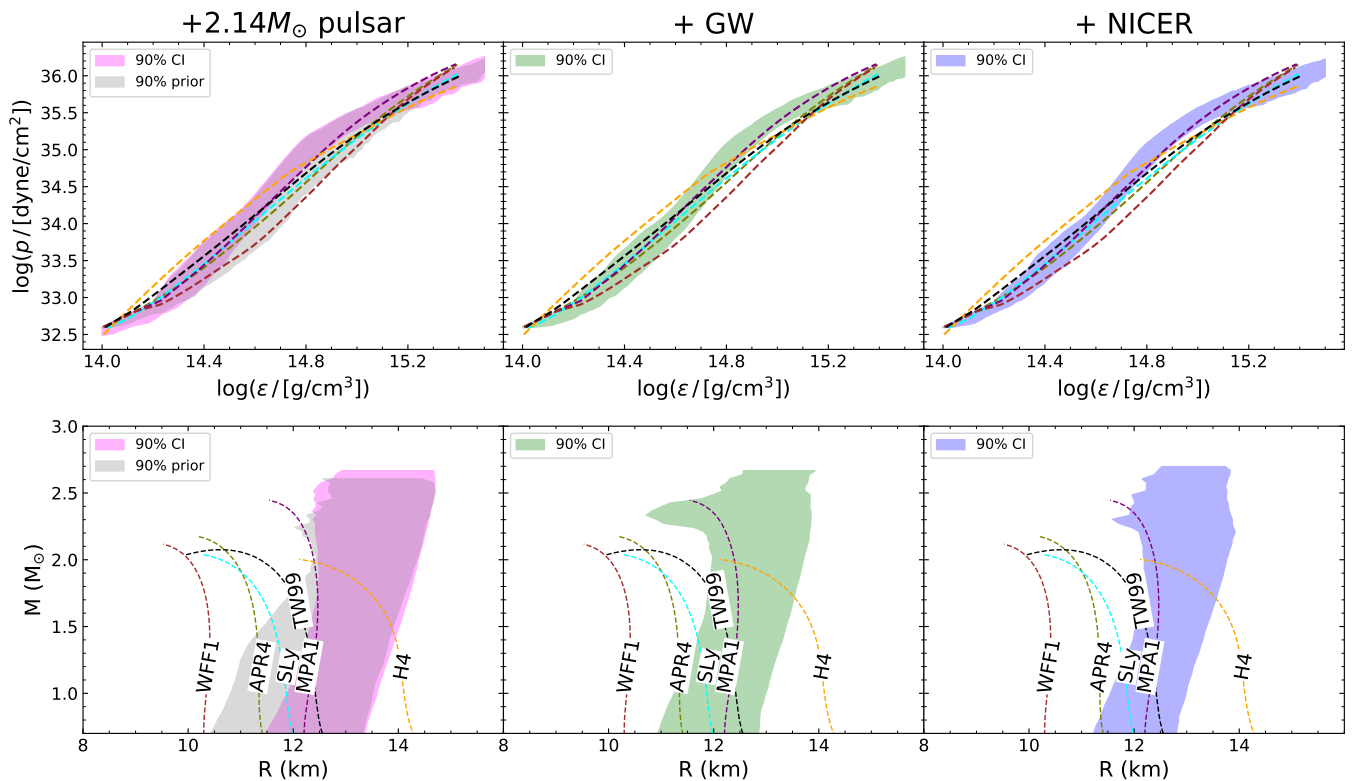 +2.14M☉ pulsar
+ GW
+ NICER
90% CI
90% prior
90% CI
90% CI
log(p / [dyne/cm²])
36.0
35.5
35.0
34.5
34.0
33.5
33.0
32.5
14.0 14.4 14.8 15.2
14.0 14.4 14.8 15.2
14.0 14.4 14.8 15.2
log(ε / [g/cm³])
log(ε / [g/cm³])
log(ε / [g/cm³])
90% CI
90% prior
90% CI
90% CI
M (M☉)
3.0
2.5
2.0
1.5
1.0
WFF1
APR4
SLy
MPA1
TW99
H4
WFF1
APR4
SLy
MPA1
TW99
H4
WFF1
APR4
SLy
MPA1
TW99
H4
8 10 12 14
8 10 12 14
8 10 12 14
R (km)
R (km)
R (km)